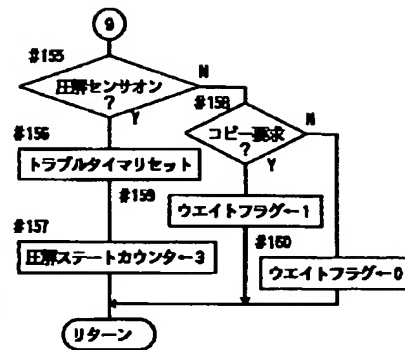 9
#155
圧解センサオン
?
N
Y
#158
コピー要求
?
N
Y
#156
トラブルタイマリセット
#159
ウエイトフラグ←1
#157
圧解ステートカウンタ←3
#160
ウエイトフラグ←0
リターン